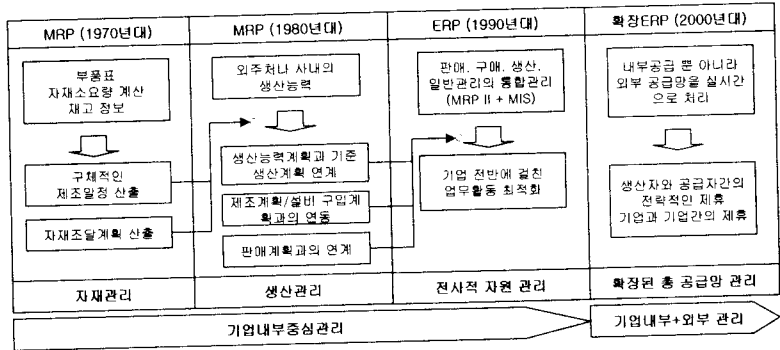 MRP (1970년대)
부품표
자재소요량 계산
재고 정보
구체적인
제조일정 산출
자재조달계획 산출
자재관리
MRP (1980년대)
외주처나 사내의
생산능력
생산능력계획과 기준
생산계획 연계
제조계획/설비 구입계
획과의 연동
판매계획과의 연계
생산관리
ERP (1990년대)
판매, 구매, 생산,
일반관리의 통합관리
(MRP II + MIS)
기업 전반에 걸친
업무활동 최적화
전사적 자원 관리
확장ERP (2000년대)
내부공급 뿐 아니라
외부 공급망을 실시간
으로 처리
생산자와 공급자간의
전략적인 제휴
기업과 기업간의 제휴
확장된 총 공급망 관리
기업내부중심관리
기업내부+외부 관리